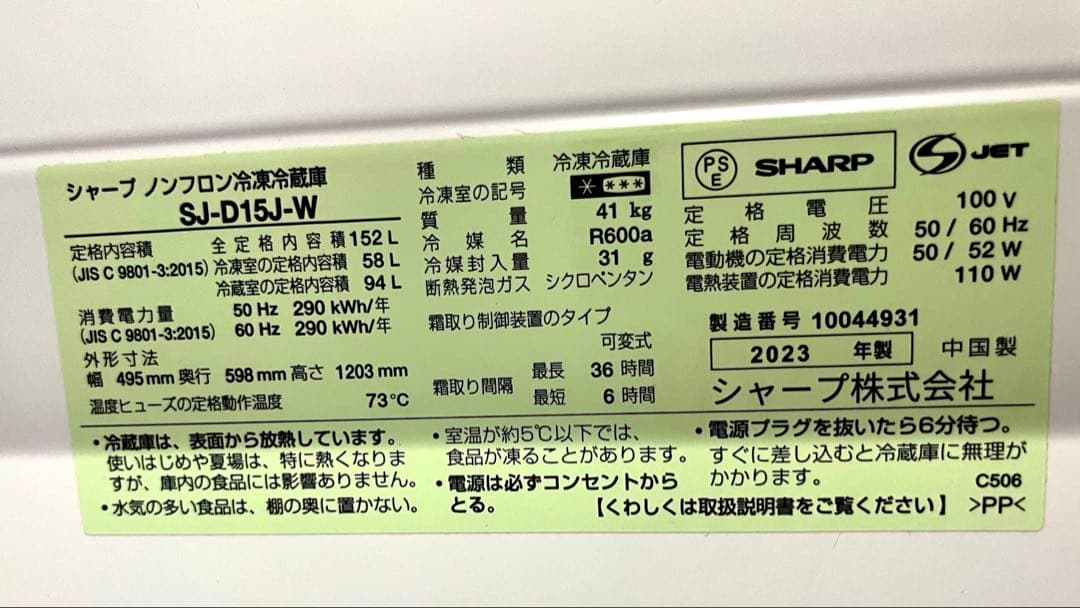 シャープ ノンフロン冷凍冷蔵庫
SJ-D15J-W
定格内容積 全定格内容積 152 L
(JIS C 9801-3:2015) 冷凍室の定格内容積 58 L
冷蔵室の定格内容積 94 L
消費電力量 50 Hz 290 kWh/年
(JIS C 9801-3:2015) 60 Hz 290 kWh/年
外形寸法
幅 495 mm 奥行 598 mm 高さ 1203 mm
温度ヒューズの定格動作温度 73℃
種類 冷凍冷蔵庫
冷凍室の記号 * ***
質量 41 kg
冷媒名 R600a
冷媒封入量 31 g
断熱発泡ガス シクロペンタン
霜取り制御装置のタイプ
可変式
霜取り間隔 最長 36 時間
最短 6 時間
PSE SHARP JET
定格電圧 100 V
定格周波数 50 / 60 Hz
電動機の定格消費電力 50 / 52 W
電熱装置の定格消費電力 110 W
製造番号 10044931
2023 年製 中国製
シャープ株式会社
・冷蔵庫は、表面から放熱しています。
使いはじめや夏場は、特に熱くなりま
すが、庫内の食品には影響ありません。
・水気の多い食品は、棚の奥に置かない。
・室温が約5℃以下では、
食品が凍ることがあります。
・電源は必ずコンセントから
とる。
・電源プラグを抜いたら6分待つ。
すぐに差し込むと冷蔵庫に無理が
かかります。 C506
【くわしくは取扱説明書をご覧ください】 >PP<